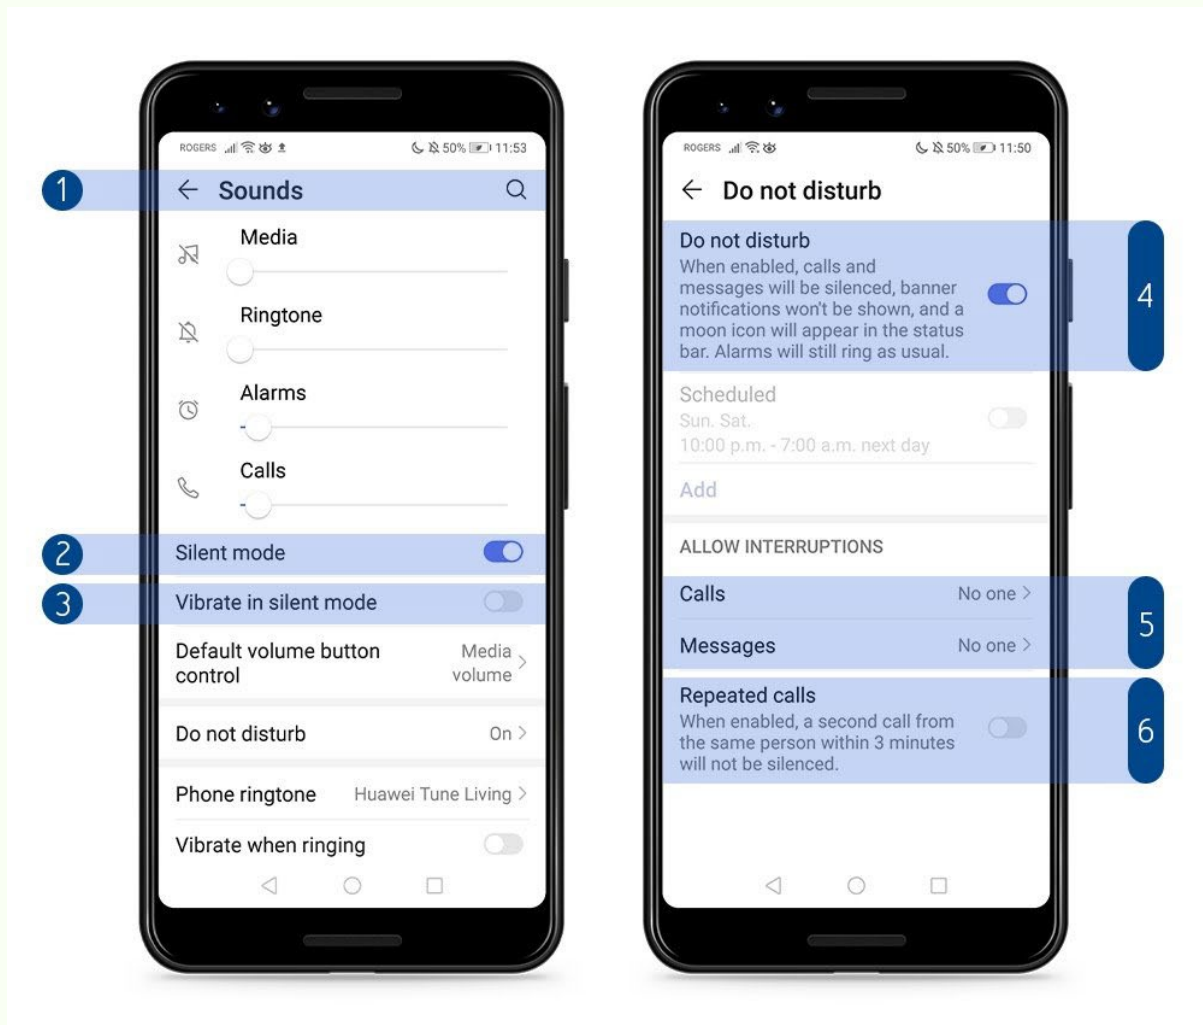 ROGERS 50% 11:53
1
Sounds
Media
Ringtone
Alarms
Calls
2
Silent mode
3
Vibrate in silent mode
Default volume button
control
Media
volume
Do not disturb On
Phone ringtone Huawei Tune Living
Vibrate when ringing
ROGERS 50% 11:50
Do not disturb
Do not disturb
When enabled, calls and
messages will be silenced, banner
notifications won't be shown, and a
moon icon will appear in the status
bar. Alarms will still ring as usual.
4
Scheduled
Sun. Sat.
10:00 p.m. - 7:00 a.m. next day
Add
ALLOW INTERRUPTIONS
Calls No one
Messages No one
5
Repeated calls
When enabled, a second call from
the same person within 3 minutes
will not be silenced.
6